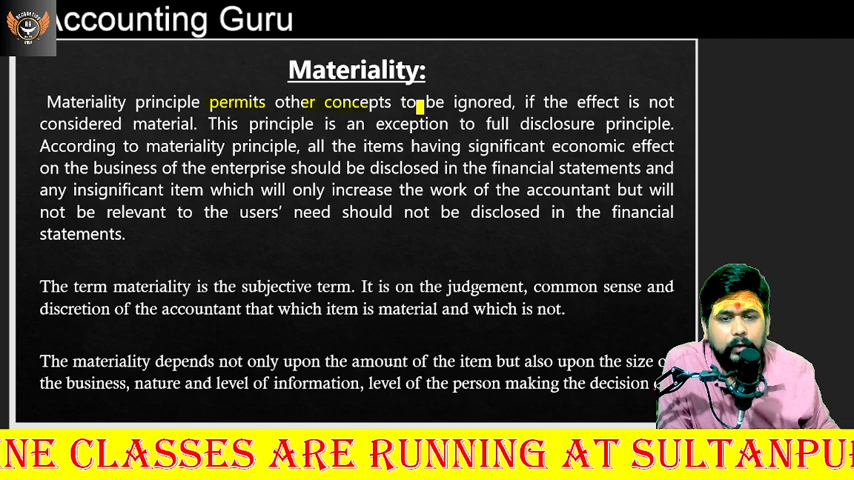 Accounting Guru
Materiality:
Materiality principle permits other concepts to be ignored, if the effect is not
considered material. This principle is an exception to full disclosure principle.
According to materiality principle, all the items having significant economic effect
on the business of the enterprise should be disclosed in the financial statements and
any insignificant item which will only increase the work of the accountant but will
not be relevant to the users’ need should not be disclosed in the financial
statements.
The term materiality is the subjective term. It is on the judgement, common sense and
discretion of the accountant that which item is material and which is not.
The materiality depends not only upon the amount of the item but also upon the size
the business, nature and level of information, level of the person making the decision
CLASSES ARE RUNNING AT